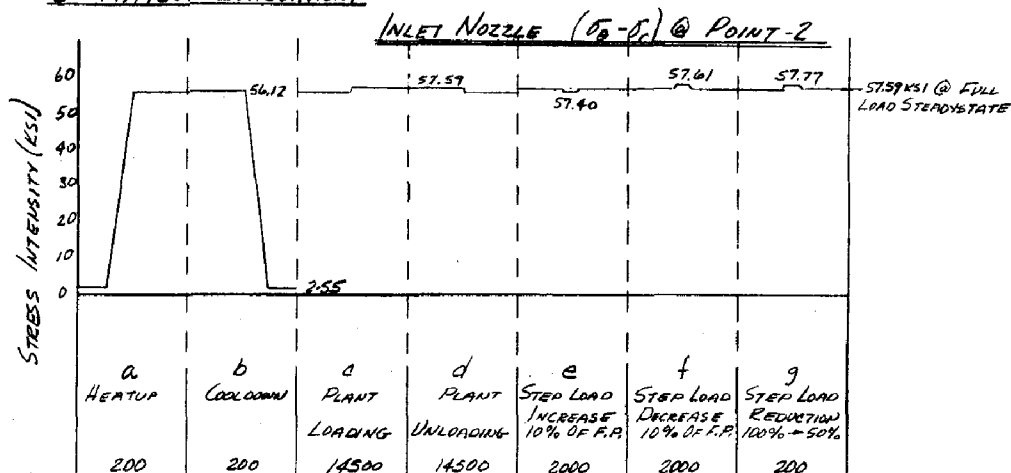 INLET NOZZLE (σθ-σc) @ POINT-2
STRESS INTENSITY (KSI)
60
50
40
30
20
10
0
56.12
2.55
57.59
57.40
57.61
57.77
57.59 KSI @ FULL
LOAD STEADYSTATE
a
HEATUP
200
b
COOLDOWN
200
c
PLANT
LOADING
14500
d
PLANT
UNLOADING
14500
e
STEP LOAD
INCREASE
10% OF F.P.
2000
f
STEP LOAD
DECREASE
10% OF F.P.
2000
g
STEP LOAD
REDUCTION
100% → 50%
200